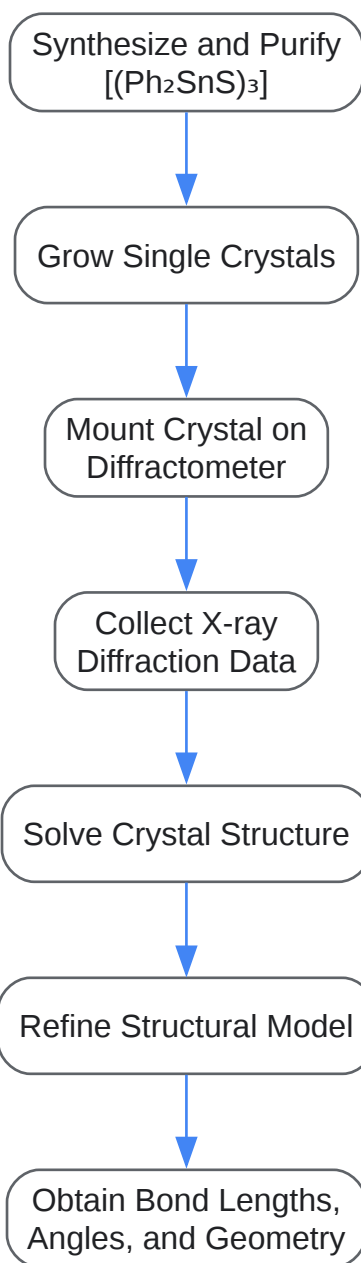 Synthesize and Purify
[(Ph₂SnS)₃]
Grow Single Crystals
Mount Crystal on
Diffractometer
Collect X-ray
Diffraction Data
Solve Crystal Structure
Refine Structural Model
Obtain Bond Lengths,
Angles, and Geometry